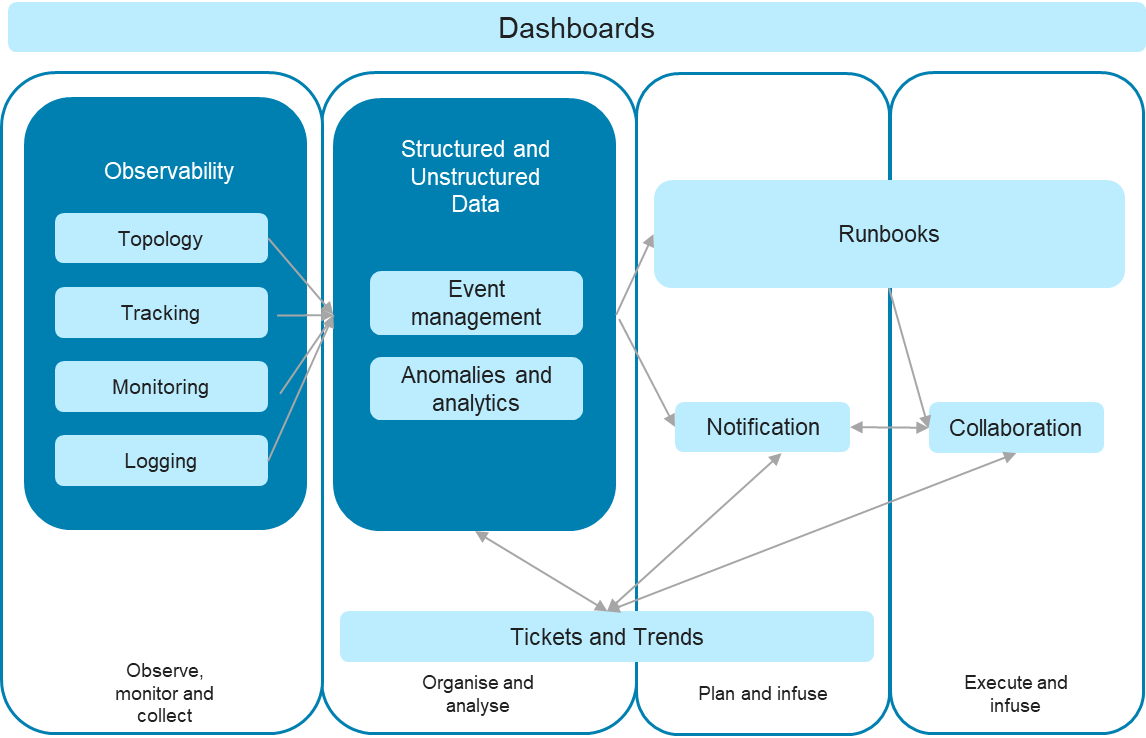 Dashboards
Observability
Topology
Tracking
Monitoring
Logging
Observe,
monitor and
collect
Structured and
Unstructured
Data
Event
management
Anomalies and
analytics
Runbooks
Notification
Collaboration
Tickets and Trends
Organise and
analyse
Plan and infuse
Execute and
infuse